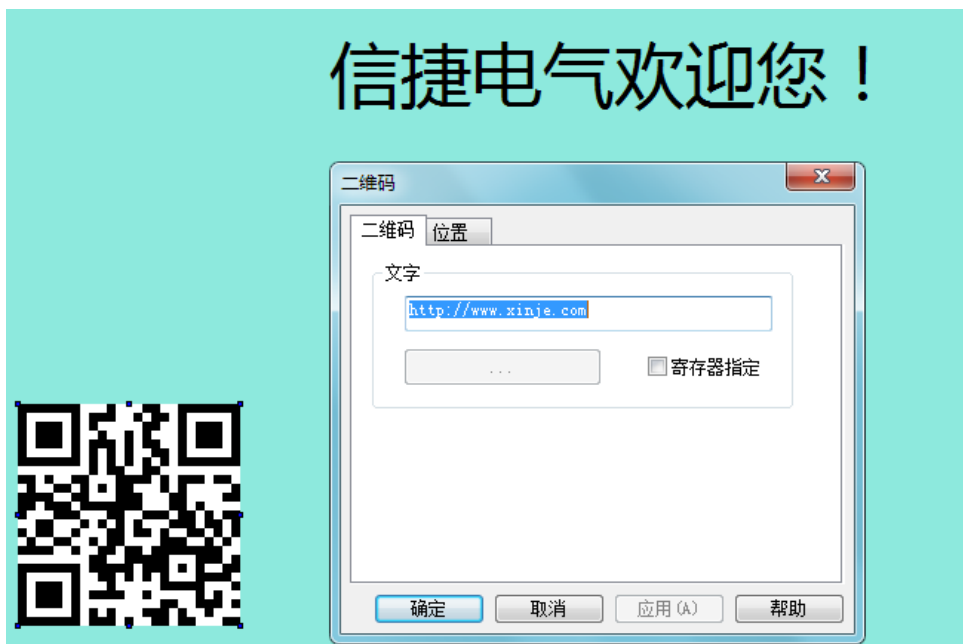 信捷电气欢迎您！
二维码
二维码 位置
文字
http://www.xinje.com
...
寄存器指定
确定 取消 应用(A) 帮助